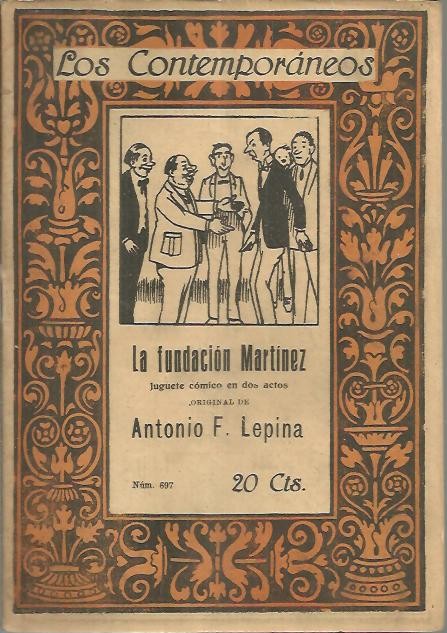 Los Contemporáneos
La fundación Martínez
Juguete cómico en dos actos
ORIGINAL DE
Antonio F. Lepina
Núm. 697
20 Cts.